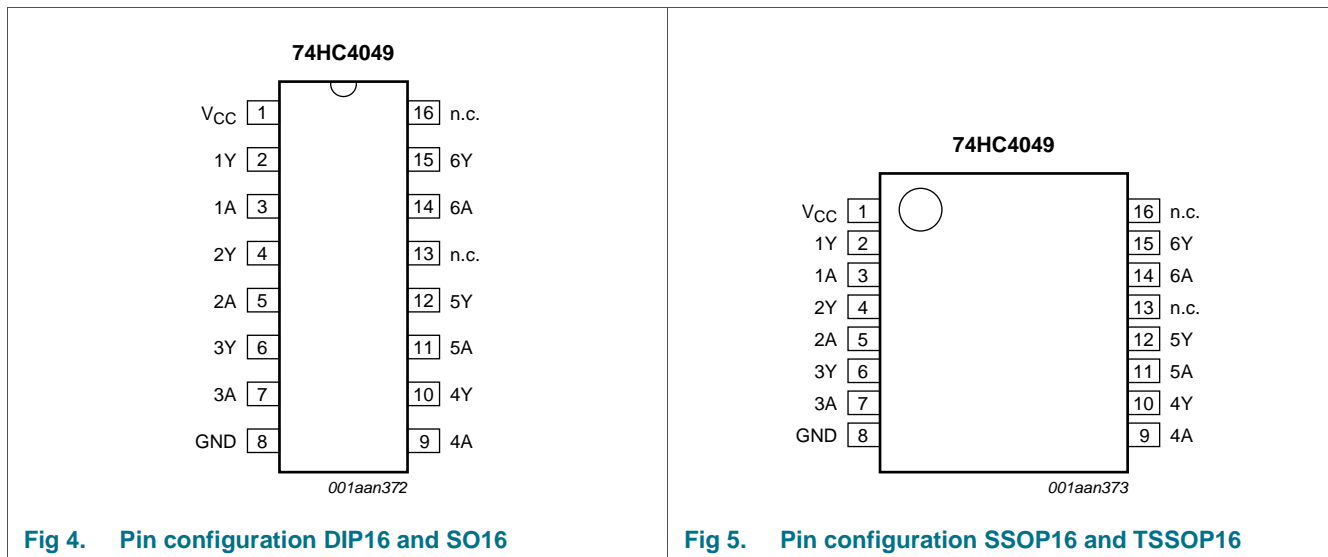 74HC4049
VCC 1 16 n.c.
1Y 2 15 6Y
1A 3 14 6A
2Y 4 13 n.c.
2A 5 12 5Y
3Y 6 11 5A
3A 7 10 4Y
GND 8 9 4A
001aan372
Fig 4. Pin configuration DIP16 and SO16
74HC4049
VCC 1 16 n.c.
1Y 2 15 6Y
1A 3 14 6A
2Y 4 13 n.c.
2A 5 12 5Y
3Y 6 11 5A
3A 7 10 4Y
GND 8 9 4A
001aan373
Fig 5. Pin configuration SSOP16 and TSSOP16